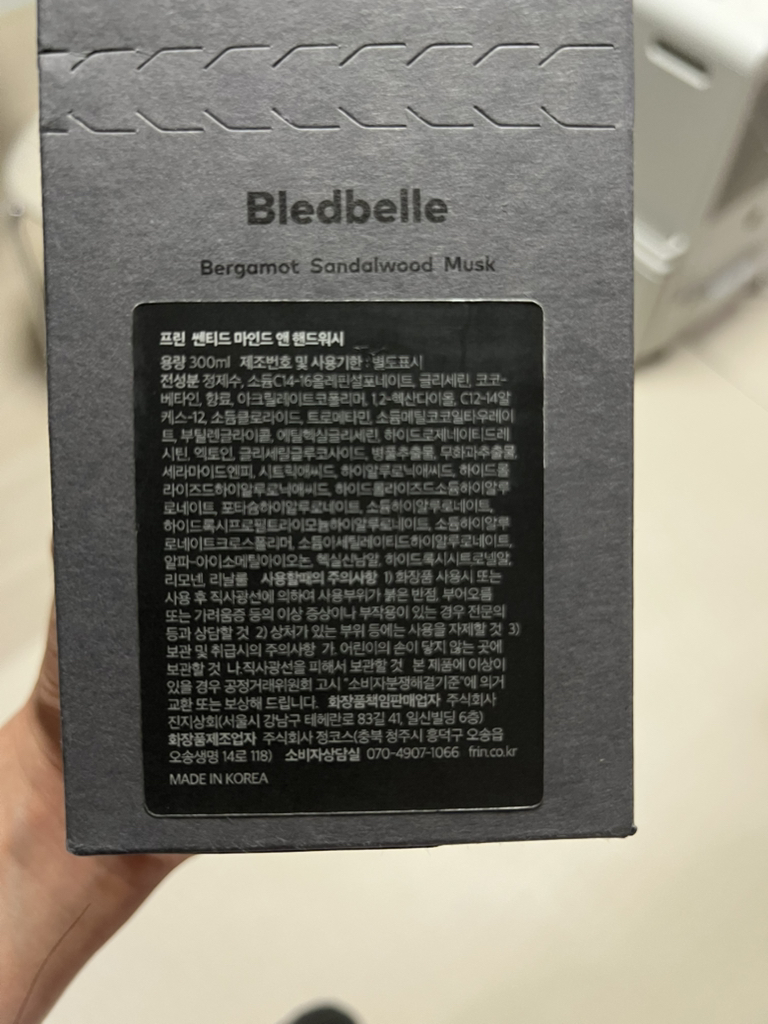 Bledbelle
Bergamot Sandalwood Musk
프린 쎈티드 마인드 앤 핸드워시
용량 300ml 제조번호 및 사용기한 : 별도표시
전성분 정제수, 소듐C14-16올레핀설포네이트, 글리세린, 코코-
베타인, 향료, 아크릴레이트코폴리머, 1,2-헥산다이올, C12-14알
케스-12, 소듐클로라이드, 트로메타민, 소듐메틸코코일타우레이
트, 부틸렌글라이콜, 에틸헥실글리세린, 하이드로제네이티드레
시틴, 엑토인, 글리세릴글루코사이드, 병풀추출물, 무화과추출물,
세라마이드엔피, 시트릭애씨드, 하이알루로닉애씨드, 하이드롤
라이즈드하이알루로닉애씨드, 하이드롤라이즈드소듐하이알루
로네이트, 포타슘하이알루로네이트, 소듐하이알루로네이트,
하이드록시프로필트라이모늄하이알루로네이트, 소듐하이알루
로네이트크로스폴리머, 소듐아세틸레이티드하이알루로네이트,
알파-아이소메틸아이오논, 헥실신남알, 하이드록시시트로넬알,
리모넨, 리날룰 사용할때의 주의사항 1) 화장품 사용시 또는
사용 후 직사광선에 의하여 사용부위가 붉은 반점, 부어오름
또는 가려움증 등의 이상 증상이나 부작용이 있는 경우 전문의
등과 상담할 것 2) 상처가 있는 부위 등에는 사용을 자제할 것 3)
보관 및 취급시의 주의사항 가. 어린이의 손이 닿지 않는 곳에
보관할 것 나.직사광선을 피해서 보관할 것 본 제품에 이상이
있을 경우 공정거래위원회 고시 "소비자분쟁해결기준"에 의거
교환 또는 보상해 드립니다. 화장품책임판매업자 주식회사
진지상회(서울시 강남구 테헤란로 83길 41, 일신빌딩 6층)
화장품제조업자 주식회사 정코스(충북 청주시 흥덕구 오송읍
오송생명 14로 118) 소비자상담실 070-4907-1066 frin.co.kr
MADE IN KOREA